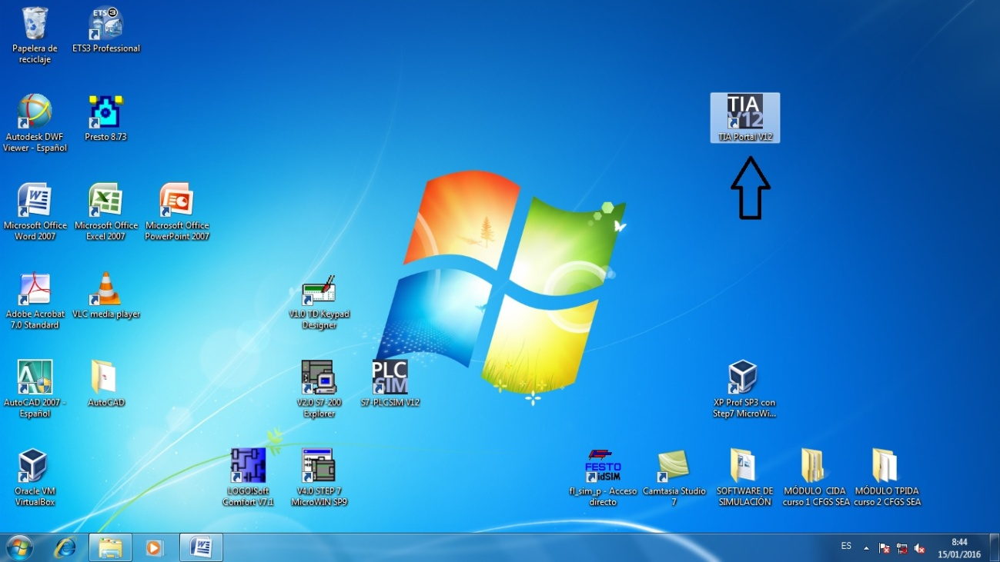 ETS3
Papelera de
reciclaje
ETS3 Professional
Autodesk DWF
Viewer - Español
Presto 8.73
TIA
V12
TIA Portal V12
Microsoft Office
Word 2007
Microsoft Office
Excel 2007
Microsoft Office
PowerPoint 2007
Adobe Acrobat
7.0 Standard
VLC media player
V1.0 TD Keypad
Designer
AutoCAD 2007 -
Español
AutoCAD
V2.0 S7-200
Explorer
PLC
SIM
S7-PLCSIM V12
XP Prof SP3 con
Step7 MicroWi...
Oracle VM
VirtualBox
LOGO!Soft
Comfort V7.1
V4.0 STEP 7
MicroWIN SP9
FESTO
idSIM
fl_sim_p - Acceso
directo
Camtasia Studio
7
SOFTWARE DE
SIMULACIÓN
MÓDULO CIDA
curso 1 CFGS SEA
MÓDULO TPIDA
curso 2 CFGS SEA
ES
8:44
15/01/2016